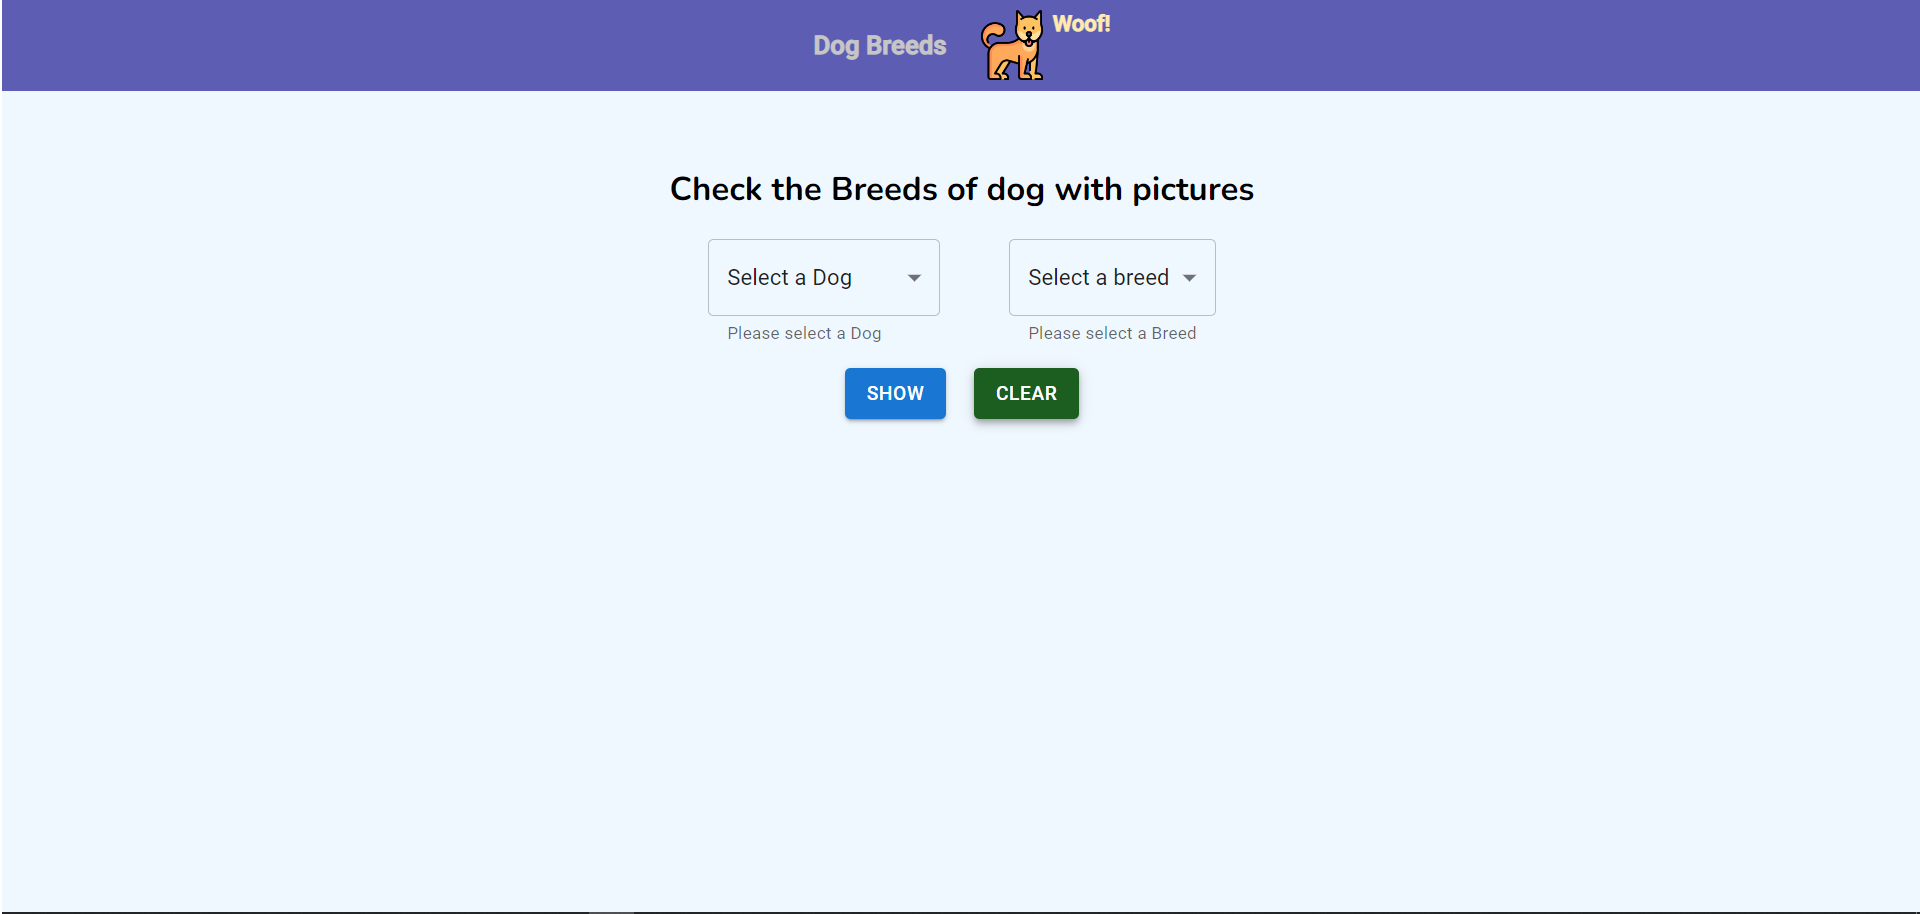 Dog Breeds
Woof!
Check the Breeds of dog with pictures
Select a Dog
Select a breed
Please select a Dog
Please select a Breed
SHOW
CLEAR